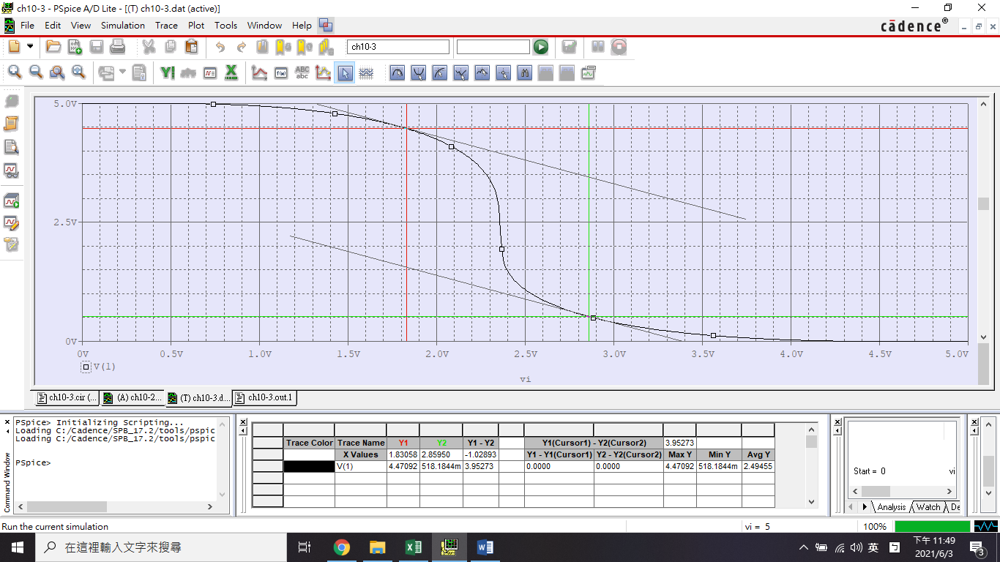 ch10-3 - PSpice A/D Lite - [(T) ch10-3.dat (active)]
File Edit View Simulation Trace Plot Tools Window Help
cādence®
ch10-3
ABC
abc
5.0V
2.5V
0V
0V 0.5V 1.0V 1.5V 2.0V 2.5V 3.0V 3.5V 4.0V 4.5V 5.0V
V(1)
vi
ch10-3.cir (... (A) ch10-2... (T) ch10-3.d... ch10-3.out.1
PSpice> Initializing Scripting...
Loading C:/Cadence/SPB_17.2/tools/pspic
Loading C:/Cadence/SPB_17.2/tools/pspic
PSpice>
Command Window
Trace Color Trace Name Y1 Y2 Y1 - Y2 Y1(Cursor1) - Y2(Cursor2) 3.95273
X Values 1.83058 2.85950 -1.02893 Y1 - Y1(Cursor1) Y2 - Y2(Cursor2) Max Y Min Y Avg Y
V(1) 4.47092 518.1844m 3.95273 0.0000 0.0000 4.47092 518.1844m 2.49455
Start = 0 vi
Analysis Watch De
Run the current simulation
vi = 5
100%
在這裡輸入文字來搜尋
英
下午 11:49
2021/6/3
3